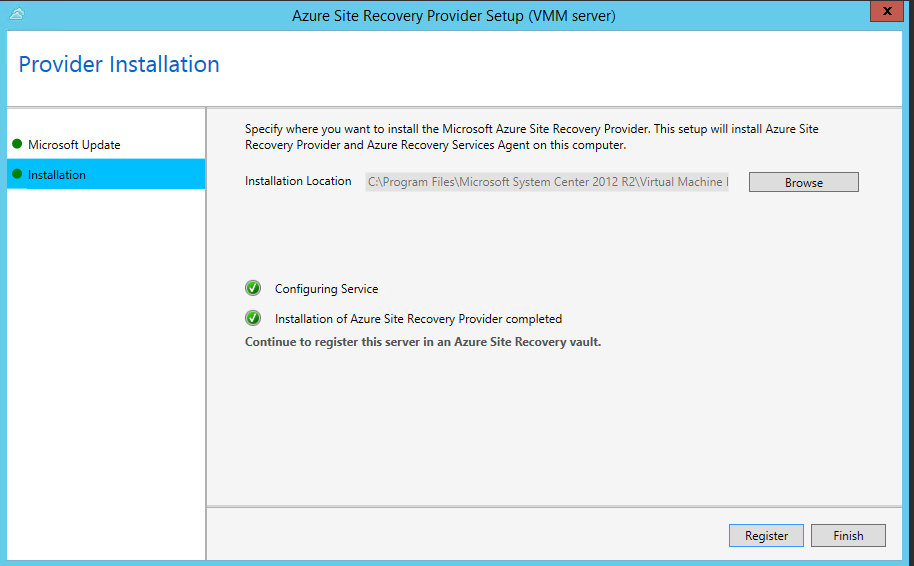 Azure Site Recovery Provider Setup (VMM server)
x
Provider Installation
Microsoft Update
Installation
Specify where you want to install the Microsoft Azure Site Recovery Provider. This setup will install Azure Site
Recovery Provider and Azure Recovery Services Agent on this computer.
Installation Location
C:\Program Files\Microsoft System Center 2012 R2\Virtual Machine
Browse
Configuring Service
Installation of Azure Site Recovery Provider completed
Continue to register this server in an Azure Site Recovery vault.
Register
Finish